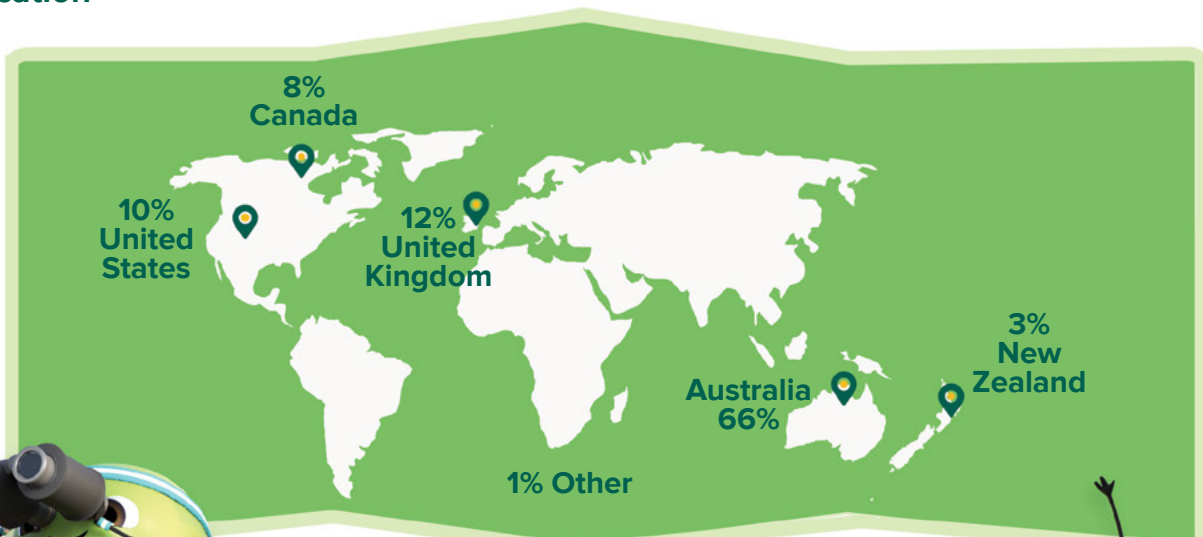 8%
Canada
10%
United
States
12%
United
Kingdom
3%
New
Zealand
Australia
66%
1% Other